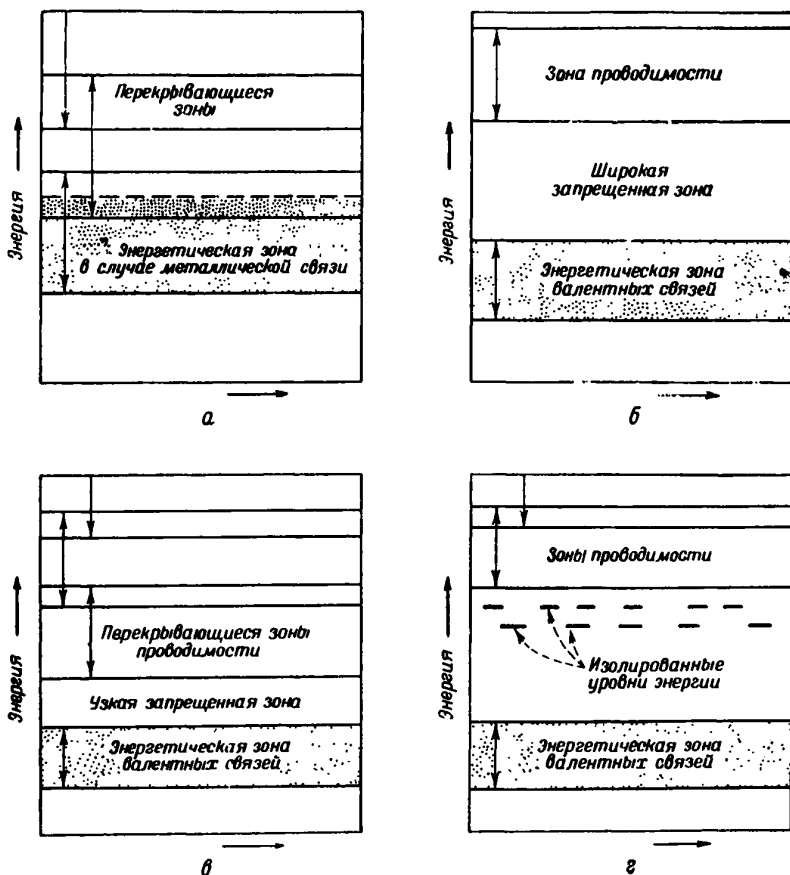 Энергия
Перекрывающиеся
зоны
Энергетическая зона
в случае металлической связи
а
Энергия
Зона проводимости
Широкая
запрещенная зона
Энергетическая зона
валентных связей
б
Энергия
Перекрывающиеся зоны
проводимости
Узкая запрещенная зона
Энергетическая зона
валентных связей
в
Энергия
Зоны проводимости
Изолированные
уровни энергии
Энергетическая зона
валентных связей
г